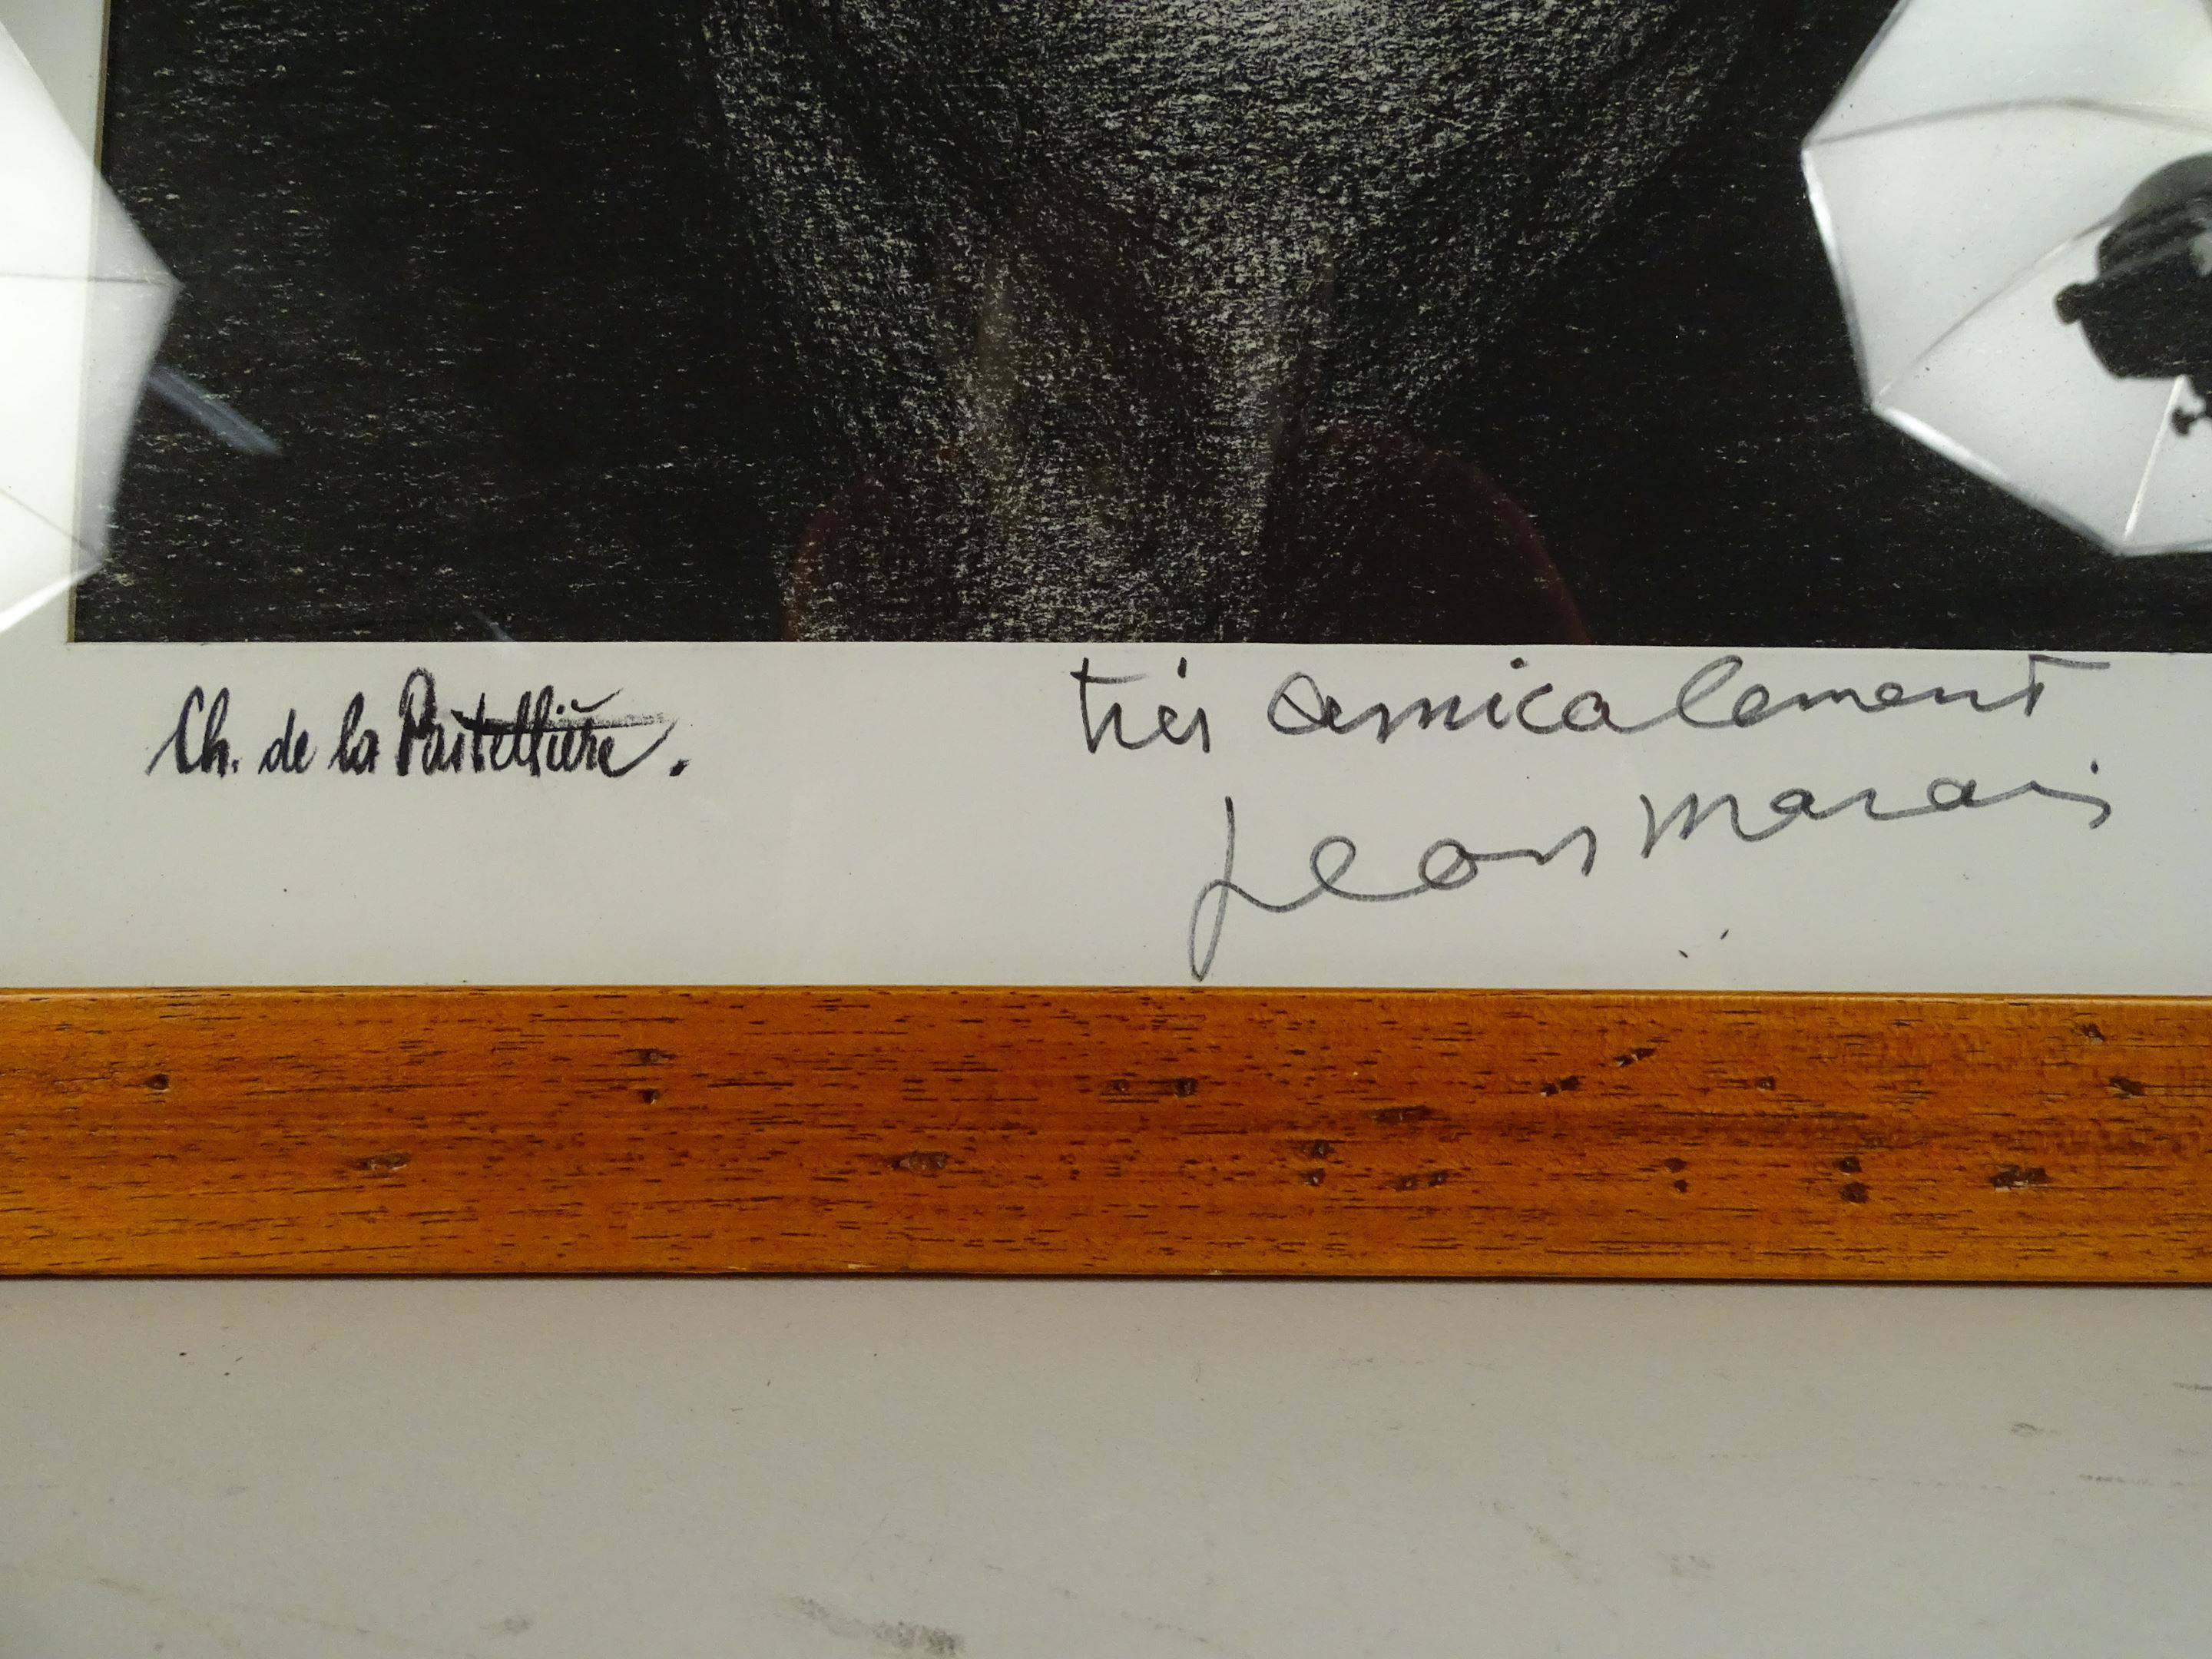 Ch. de la Pastellière.
très amicalement
Jean Marais